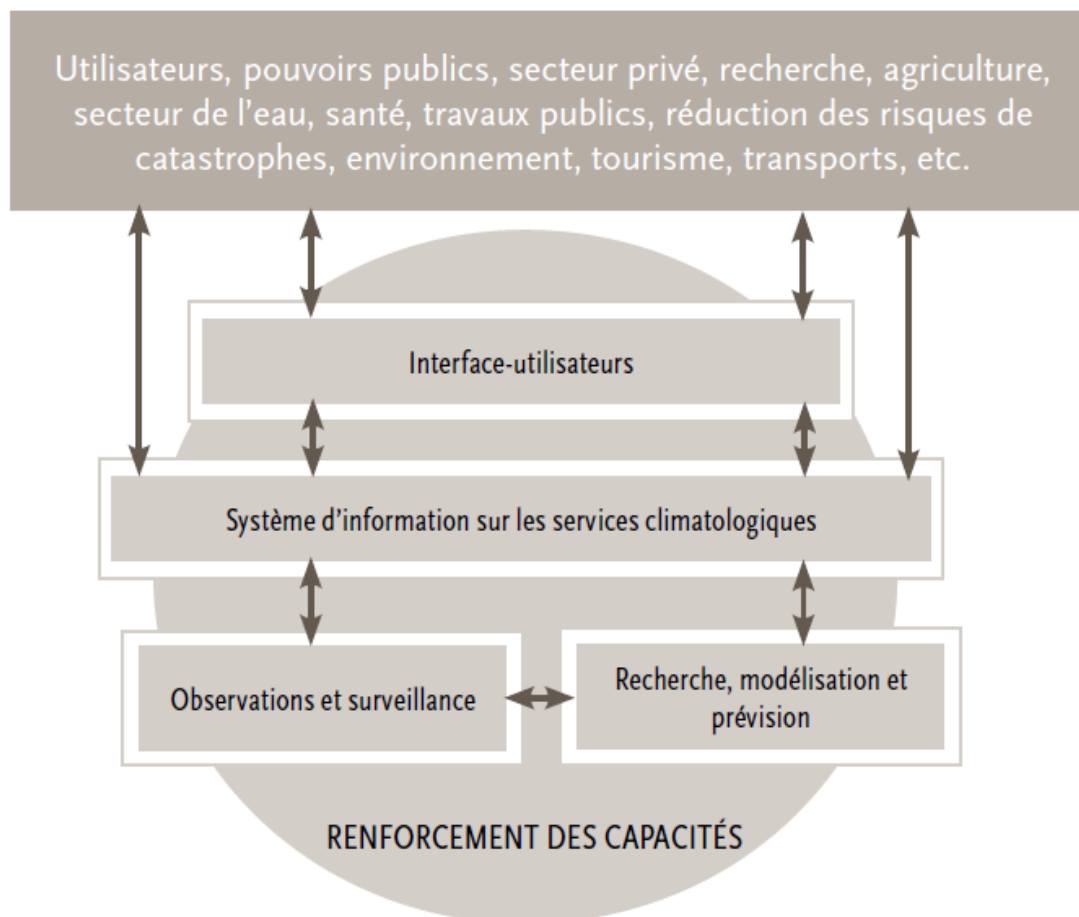 Utilisateurs, pouvoirs publics, secteur privé, recherche, agriculture,
secteur de l’eau, santé, travaux publics, réduction des risques de
catastrophes, environnement, tourisme, transports, etc.
Interface-utilisateurs
Système d’information sur les services climatologiques
Observations et surveillance
Recherche, modélisation et
prévision
RENFORCEMENT DES CAPACITÉS